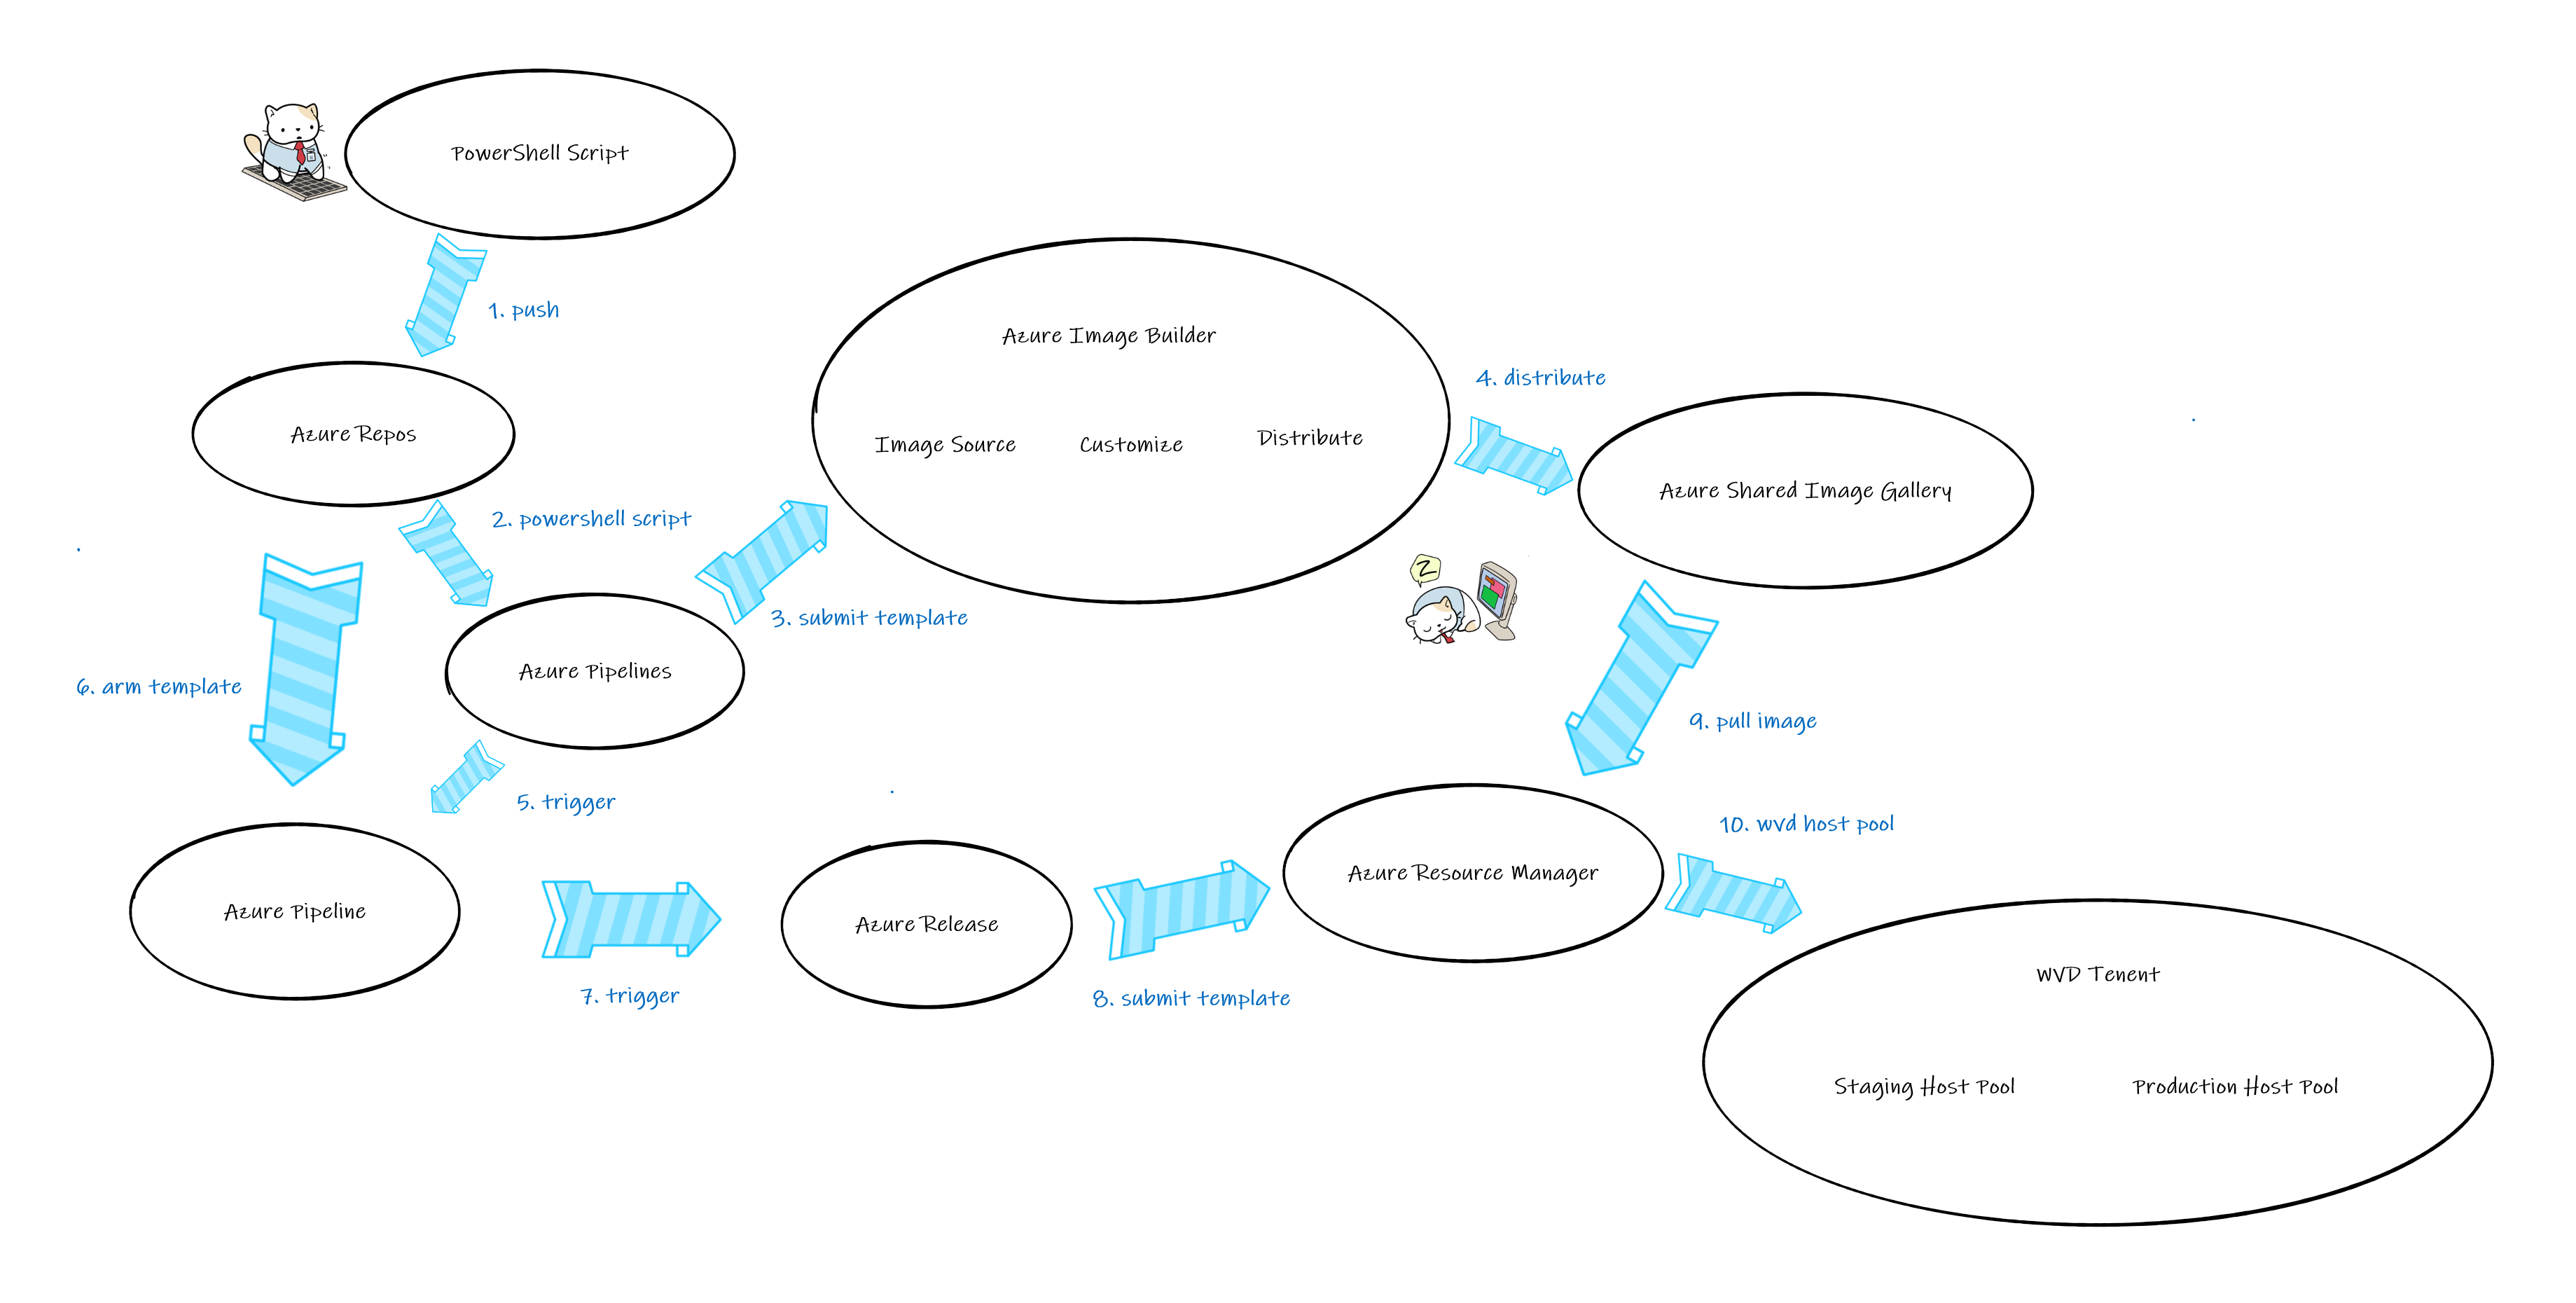 PowerShell Script
1. push
Azure Image Builder
4. distribute
Azure Repos
Image Source
Customize
Distribute
Azure Shared Image Gallery
2. powershell script
Z
3. submit template
Azure Pipelines
6. arm template
9. pull image
5. trigger
10. wvd host pool
Azure Resource Manager
Azure Pipeline
Azure Release
WVD Tenent
7. trigger
8. submit template
Staging Host Pool
Production Host Pool